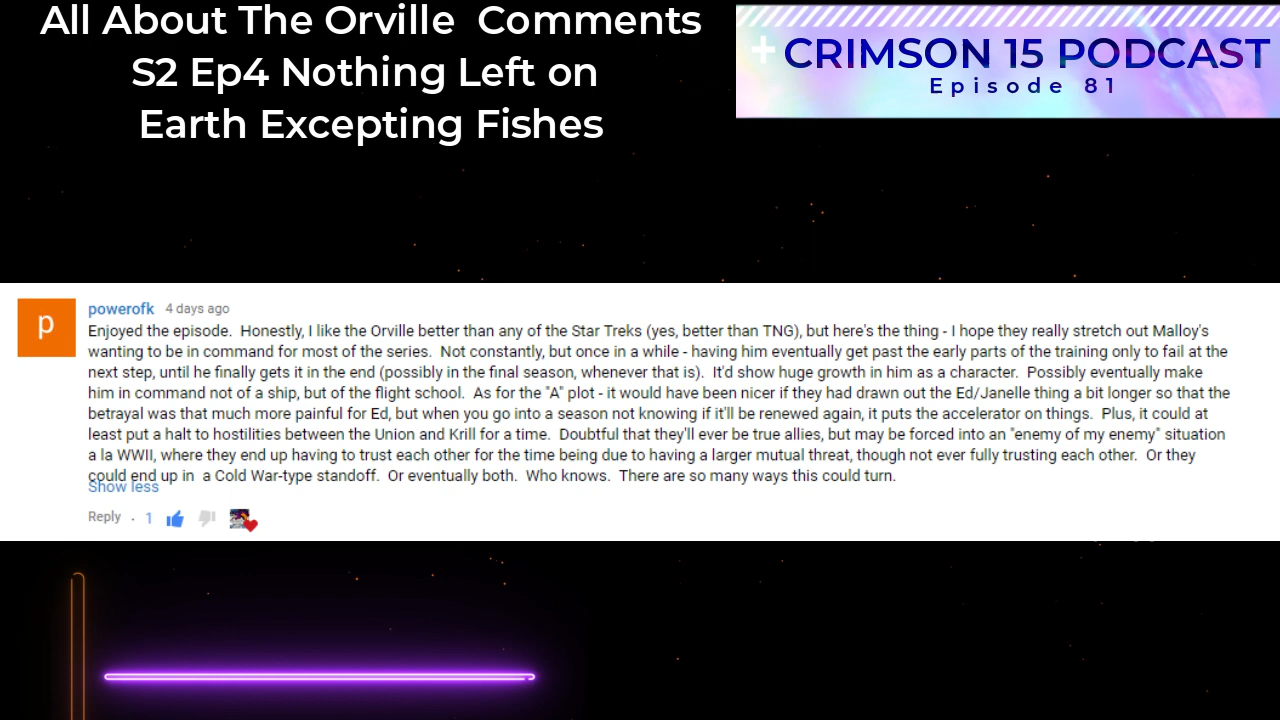 All About The Orville  Comments
S2 Ep4 Nothing Left on
Earth Excepting Fishes
+ CRIMSON 15 PODCAST
Episode 81
p
powerofk 4 days ago
Enjoyed the episode.  Honestly, I like the Orville better than any of the Star Treks (yes, better than TNG), but here's the thing - I hope they really stretch out Malloy's
wanting to be in command for most of the series.  Not constantly, but once in a while - having him eventually get past the early parts of the training only to fail at the
next step, until he finally gets it in the end (possibly in the final season, whenever that is).  It'd show huge growth in him as a character.  Possibly eventually make
him in command not of a ship, but of the flight school.  As for the "A" plot - it would have been nicer if they had drawn out the Ed/Janelle thing a bit longer so that the
betrayal was that much more painful for Ed, but when you go into a season not knowing if it'll be renewed again, it puts the accelerator on things.  Plus, it could at
least put a halt to hostilities between the Union and Krill for a time.  Doubtful that they'll ever be true allies, but may be forced into an "enemy of my enemy" situation
a la WWII, where they end up having to trust each other for the time being due to having a larger mutual threat, though not ever fully trusting each other.  Or they
could end up in  a Cold War-type standoff.  Or eventually both.  Who knows.  There are so many ways this could turn.
Show less
Reply · 1